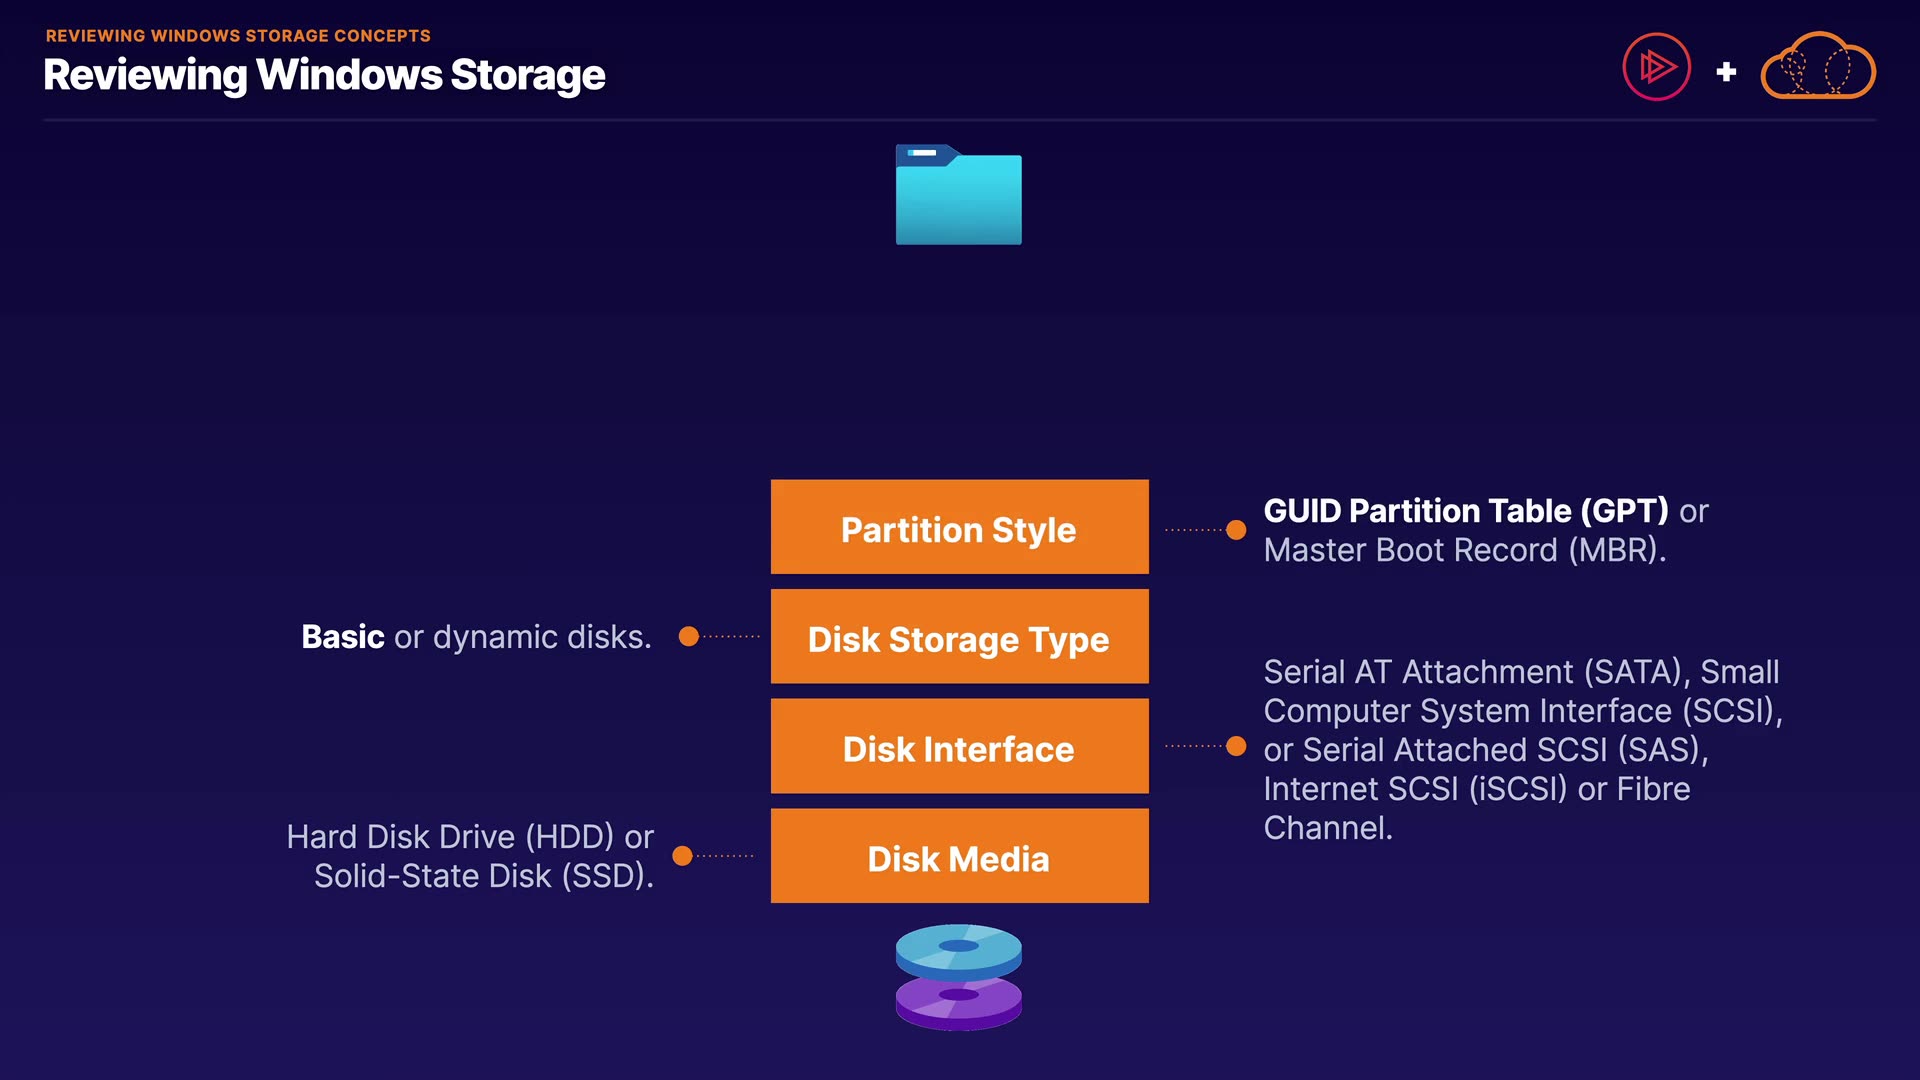 REVIEWING WINDOWS STORAGE CONCEPTS
Reviewing Windows Storage
Partition Style
GUID Partition Table (GPT) or
Master Boot Record (MBR).
Basic or dynamic disks.
Disk Storage Type
Disk Interface
Serial AT Attachment (SATA), Small
Computer System Interface (SCSI),
or Serial Attached SCSI (SAS),
Internet SCSI (iSCSI) or Fibre
Channel.
Hard Disk Drive (HDD) or
Solid-State Disk (SSD).
Disk Media